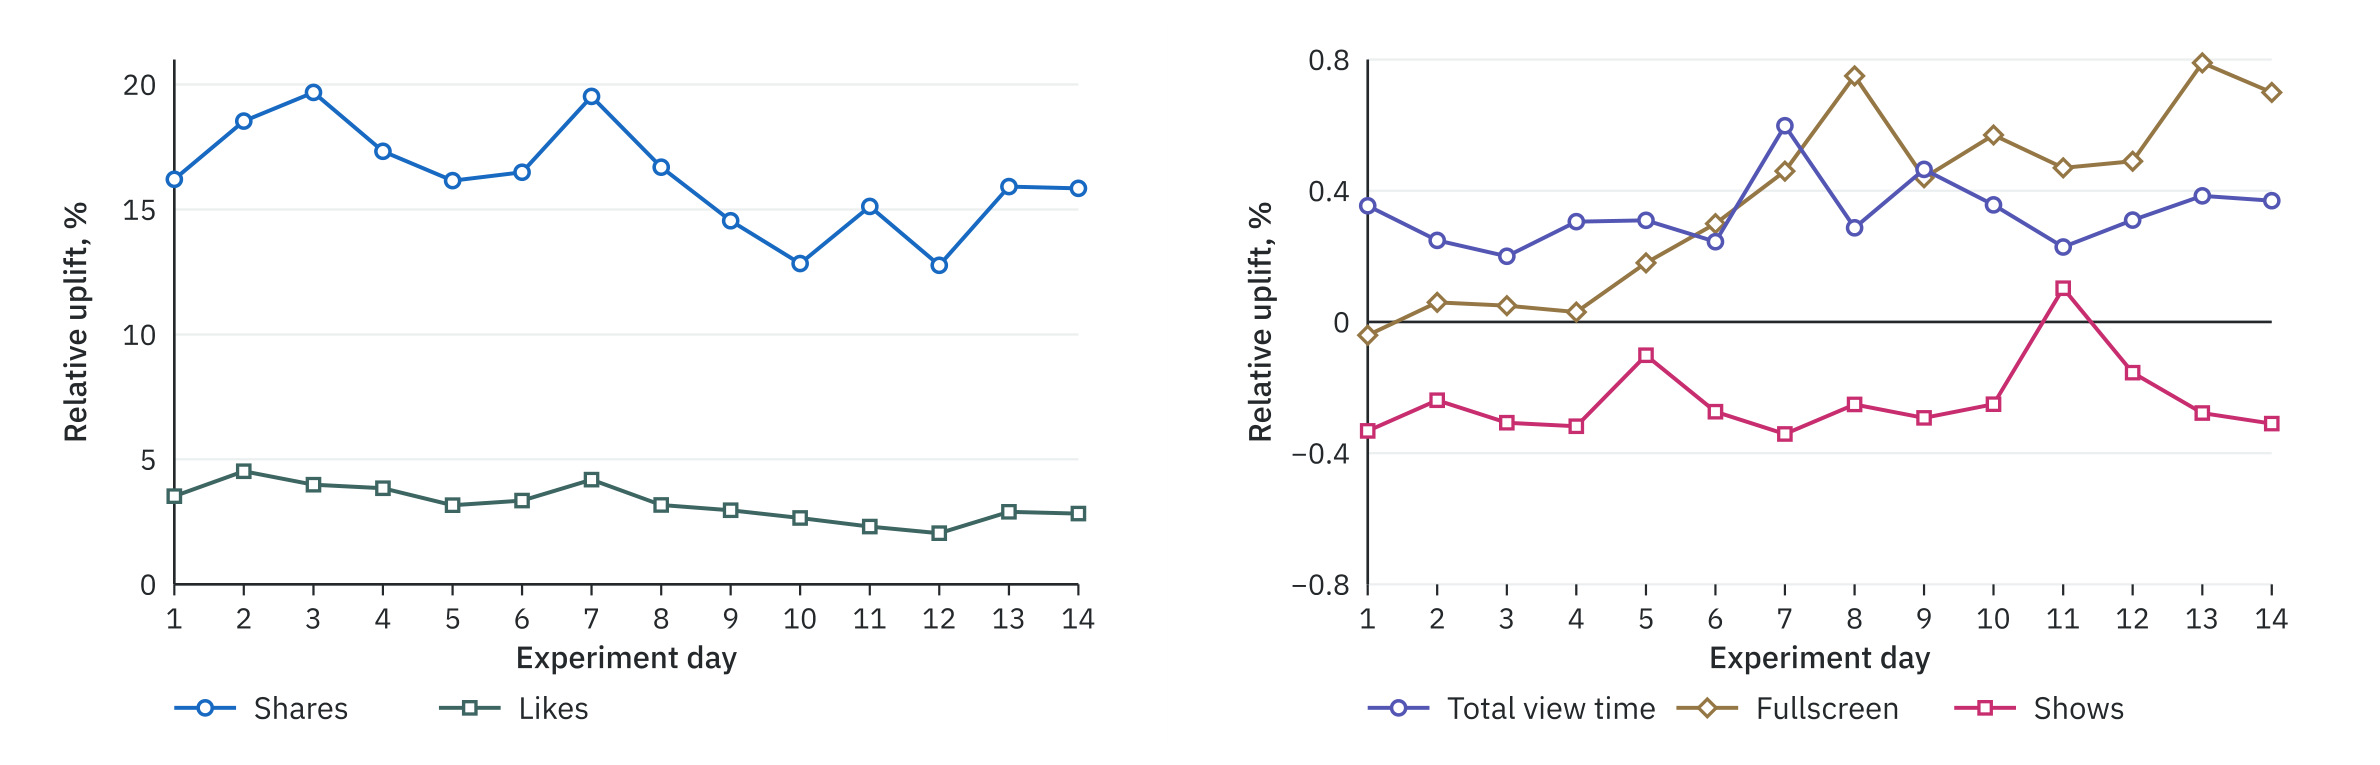 Relative uplift, %
20
15
10
5
0
1 2 3 4 5 6 7 8 9 10 11 12 13 14
Experiment day
Shares Likes
Relative uplift, %
0.8
0.4
0
−0.4
−0.8
1 2 3 4 5 6 7 8 9 10 11 12 13 14
Experiment day
Total view time Fullscreen Shows